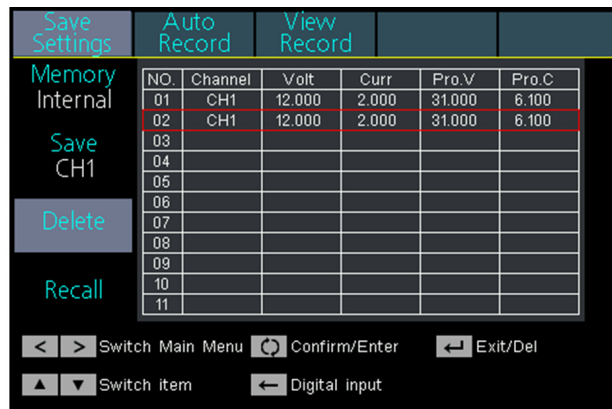 Save Settings Auto Record View Record
Memory
Internal
Save
CH1
Delete
Recall
NO. Channel Volt Curr Pro.V Pro.C
01 CH1 12.000 2.000 31.000 6.100
02 CH1 12.000 2.000 31.000 6.100
03
04
05
06
07
08
09
10
11
< > Switch Main Menu Confirm/Enter Exit/Del
Switch item Digital input